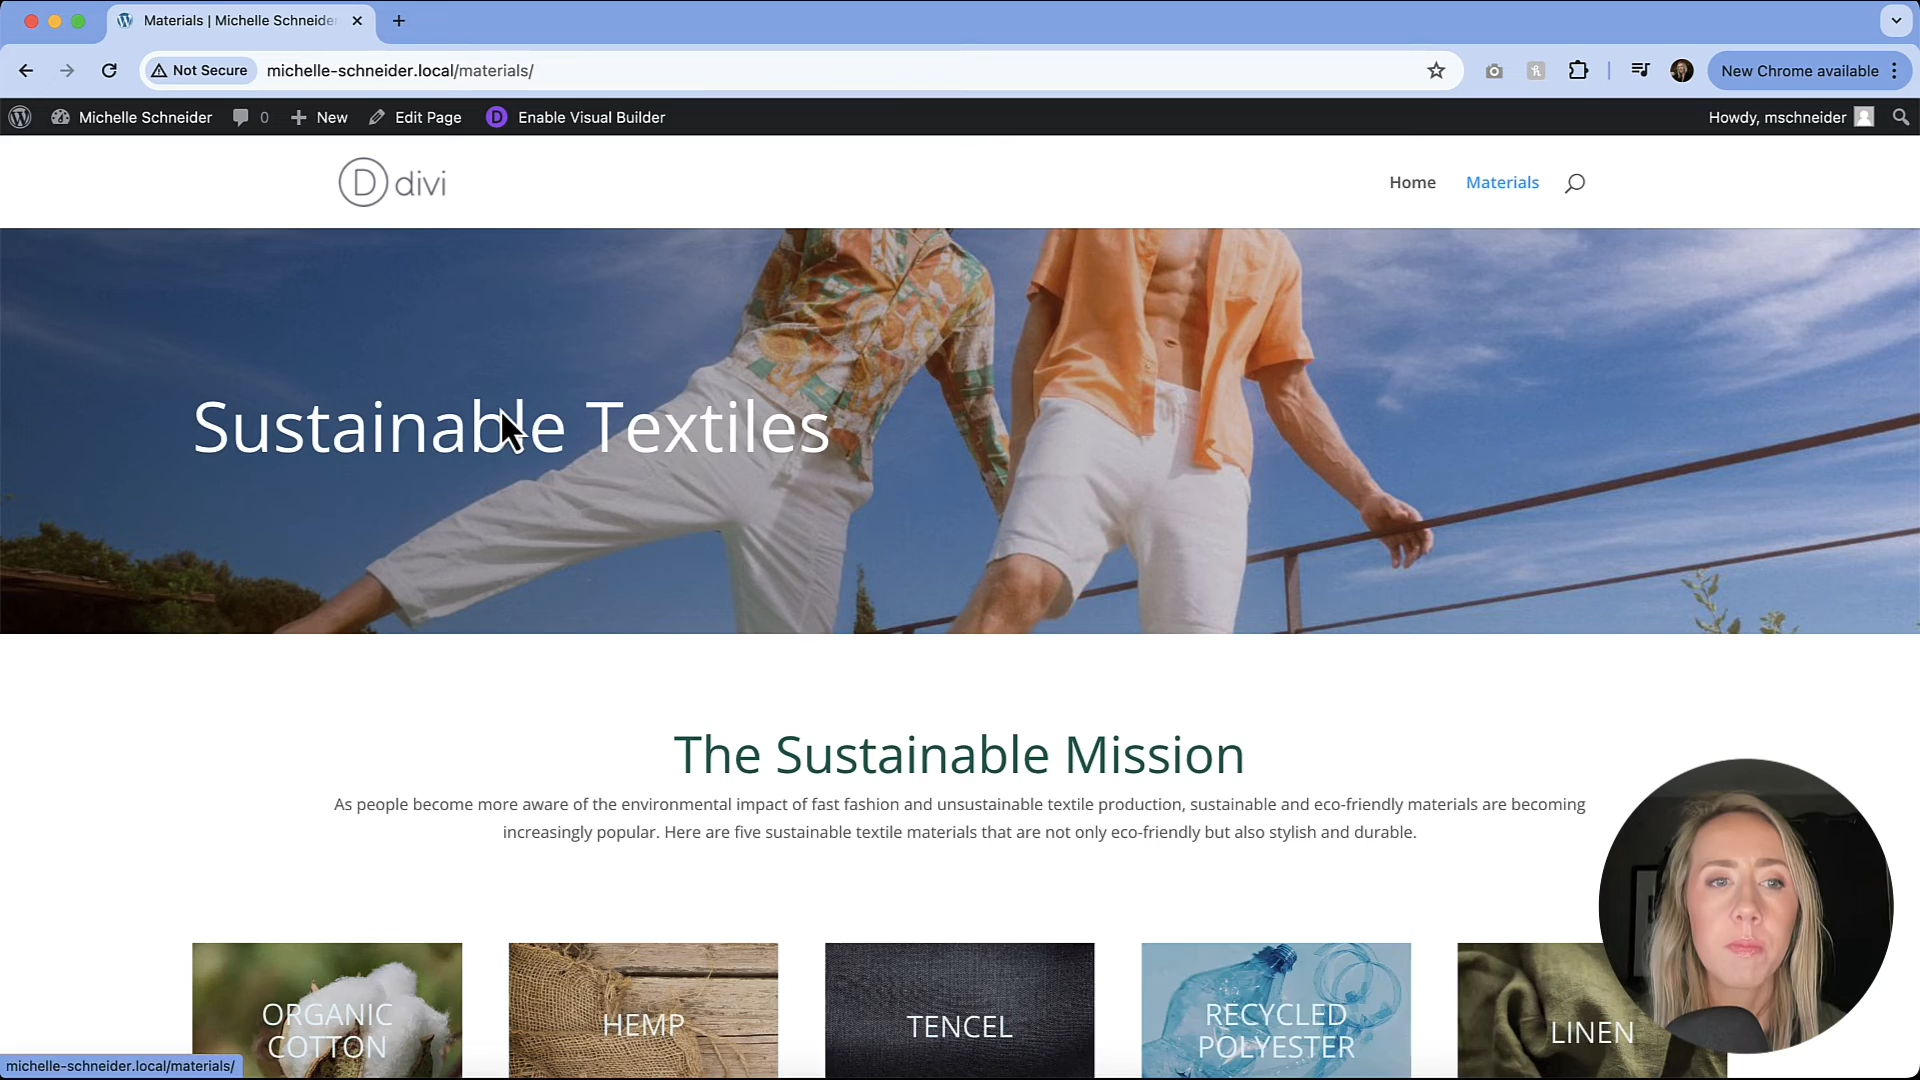 Materials | Michelle Schneider
Not Secure
michelle-schneider.local/materials/
New Chrome available
Michelle Schneider
0
New
Edit Page
D
Enable Visual Builder
Howdy, mschneider
D divi
Home
Materials
Sustainable Textiles
The Sustainable Mission
As people become more aware of the environmental impact of fast fashion and unsustainable textile production, sustainable and eco-friendly materials are becoming
increasingly popular. Here are five sustainable textile materials that are not only eco-friendly but also stylish and durable.
ORGANIC
COTTON
HEMP
TENCEL
RECYCLED
POLYESTER
LINEN
michelle-schneider.local/materials/